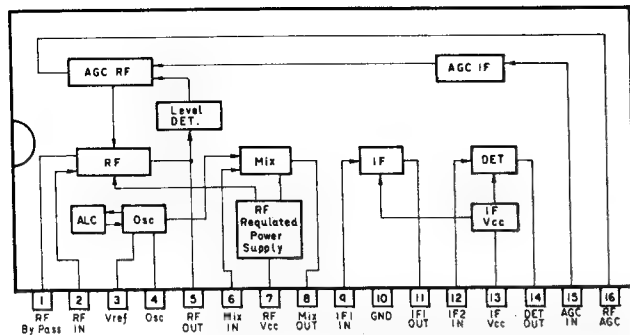 AGC RF
AGC IF
Level
DET.
RF
Mix
IF
DET
ALC
Osc
RF
Requlated
Power
Supply
IF
Vcc
1
2
3
4
5
6
7
8
9
10
11
12
13
14
15
16
RF
By Pass
RF
IN
Vref
Osc
RF
OUT
Mix
IN
RF
Vcc
Mix
OUT
IF1
IN
GND
IF1
OUT
IF2
IN
IF
Vcc
DET
OUT
AGC
IN
RF
AGC